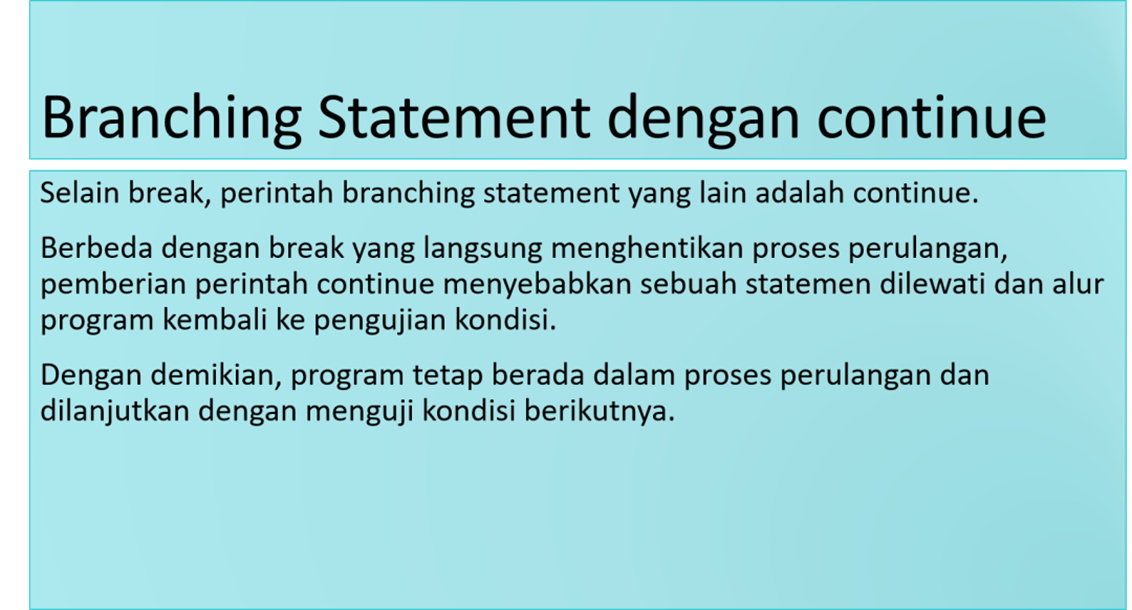 Branching Statement dengan continue
Selain break, perintah branching statement yang lain adalah continue.
Berbeda dengan break yang langsung menghentikan proses perulangan,
pemberian perintah continue menyebabkan sebuah statemen dilewati dan alur
program kembali ke pengujian kondisi.
Dengan demikian, program tetap berada dalam proses perulangan dan
dilanjutkan dengan menguji kondisi berikutnya.